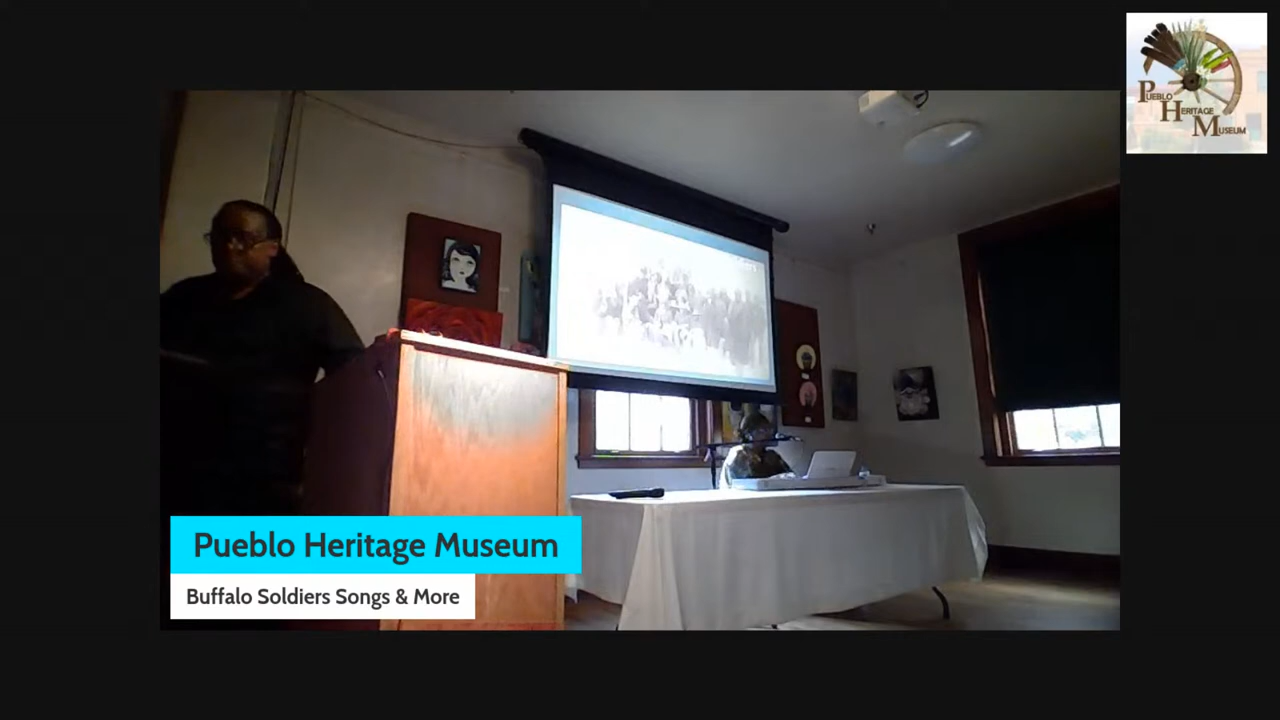 Pueblo
Heritage
Museum
Pueblo Heritage Museum
Buffalo Soldiers Songs & More